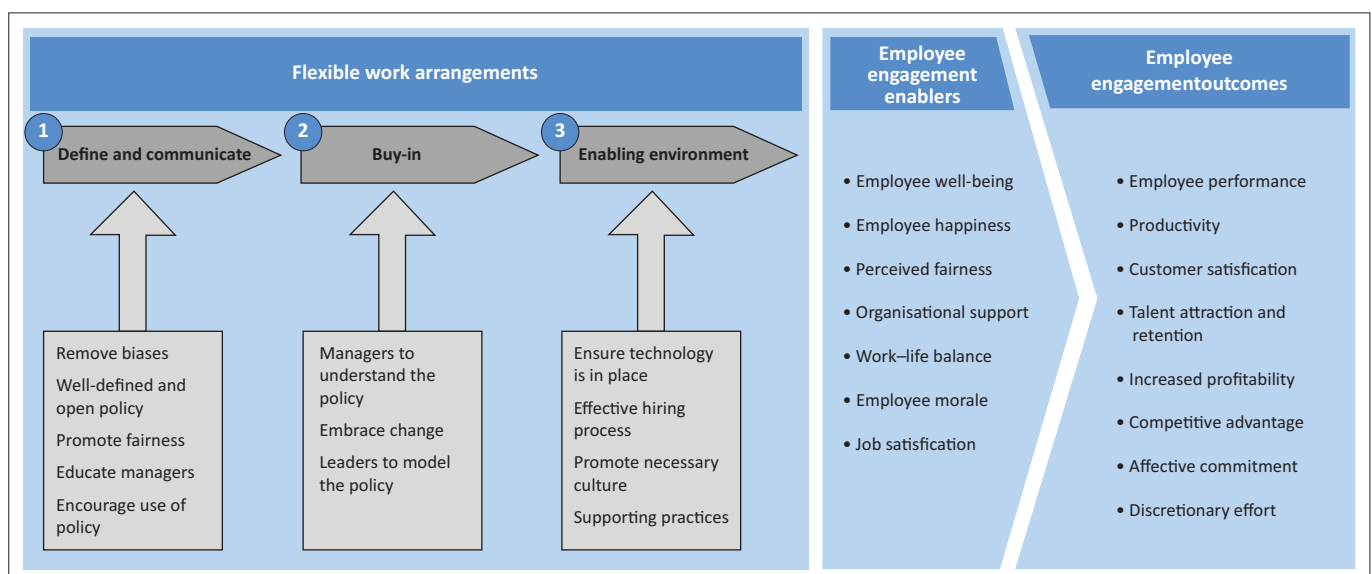 Flexible work arrangements
1
Define and communicate
2
Buy-in
3
Enabling environment
Remove biases
Well-defined and
open policy
Promote fairness
Educate managers
Encourage use of
policy
Managers to
understand the
policy
Embrace change
Leaders to model
the policy
Ensure technology
is in place
Effective hiring
process
Promote necessary
culture
Supporting practices
Employee
engagement
enablers
• Employee well-being
• Employee happiness
• Perceived fairness
• Organisational support
• Work–life balance
• Employee morale
• Job satisfication
Employee
engagementoutcomes
• Employee performance
• Productivity
• Customer satisfication
• Talent attraction and
retention
• Increased profitability
• Competitive advantage
• Affective commitment
• Discretionary effort